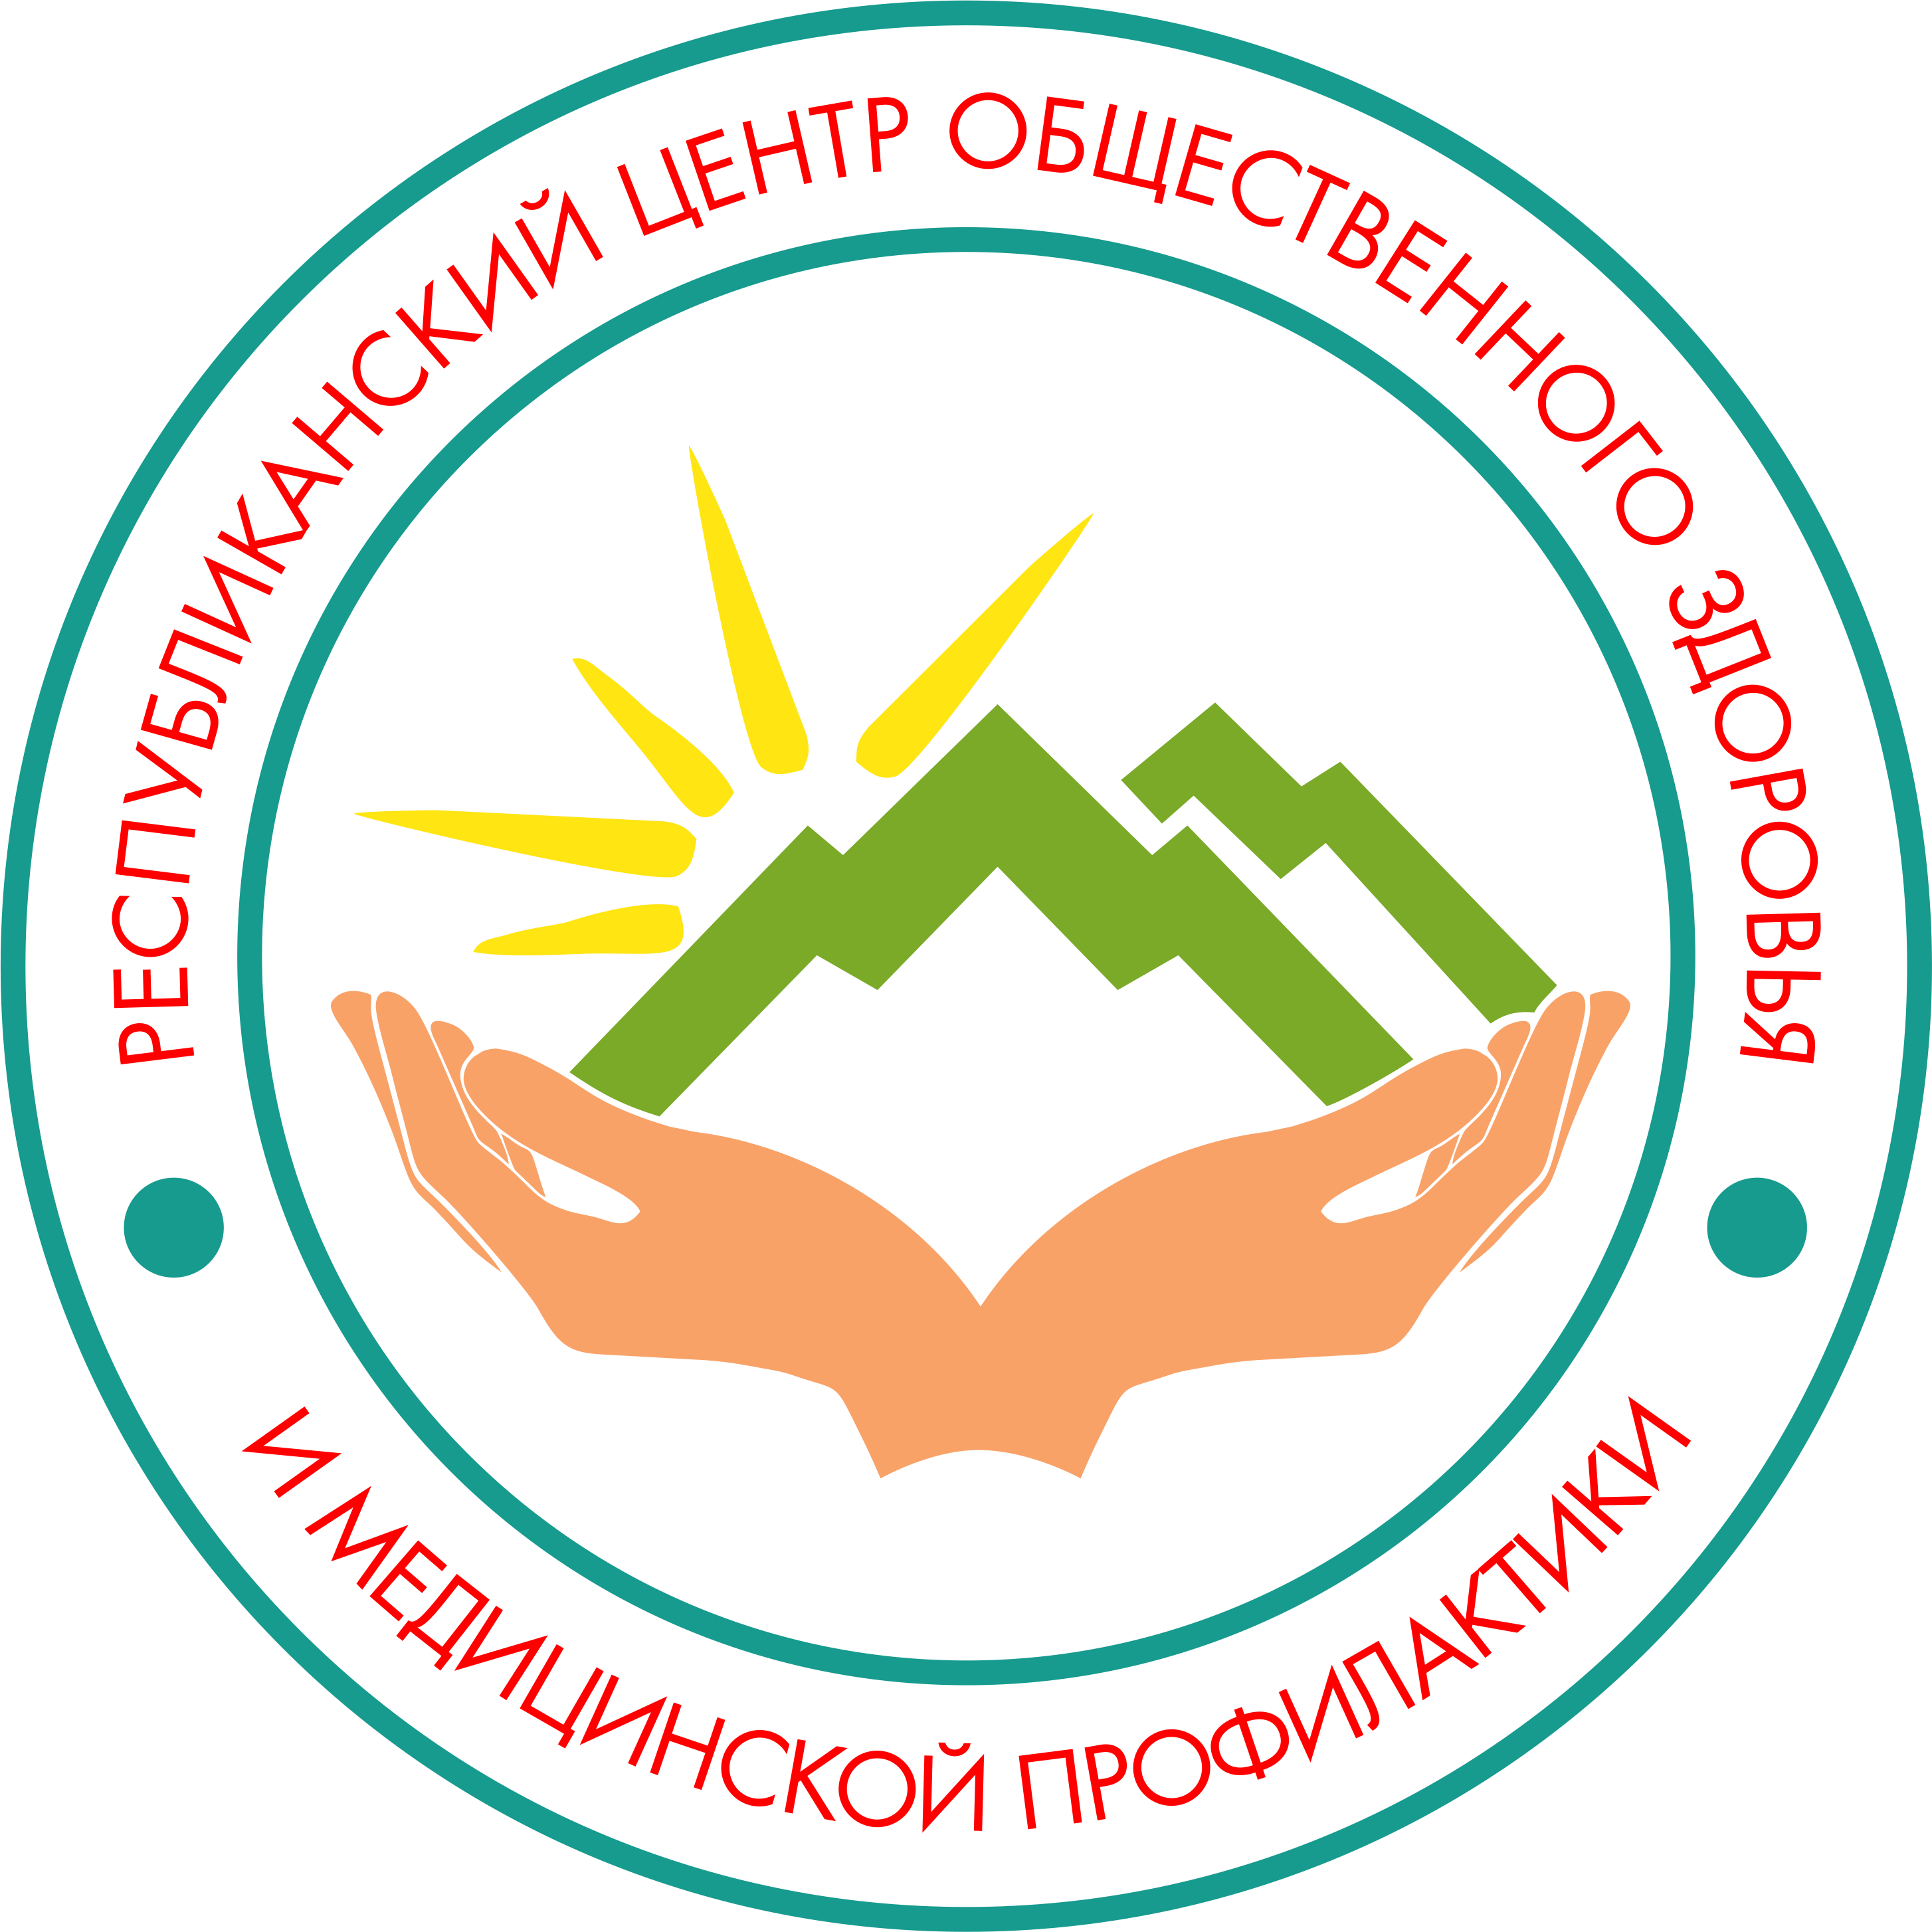 РЕСПУБЛИКАНСКИЙ ЦЕНТР ОБЩЕСТВЕННОГО ЗДОРОВЬЯ
И МЕДИЦИНСКОЙ ПРОФИЛАКТИКИ